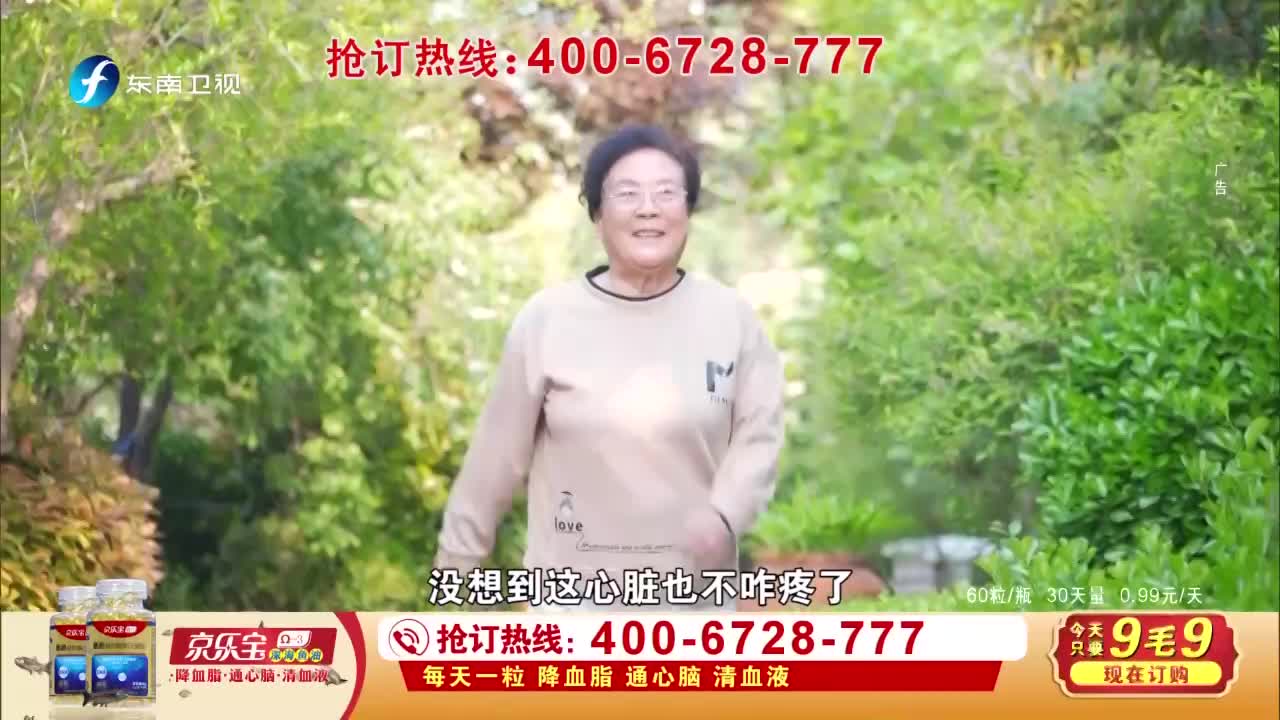 抢订热线:400-6728-777
东南卫视
广告
love
没想到这心脏也不咋疼了
60粒/瓶 30天量 0.99元/天
京乐宝 Ω-3
深海鱼油
降血脂·通心脑·清血液
抢订热线: 400-6728-777
每天一粒 降血脂 通心脑 清血液
今天只要 9毛9
现在订购